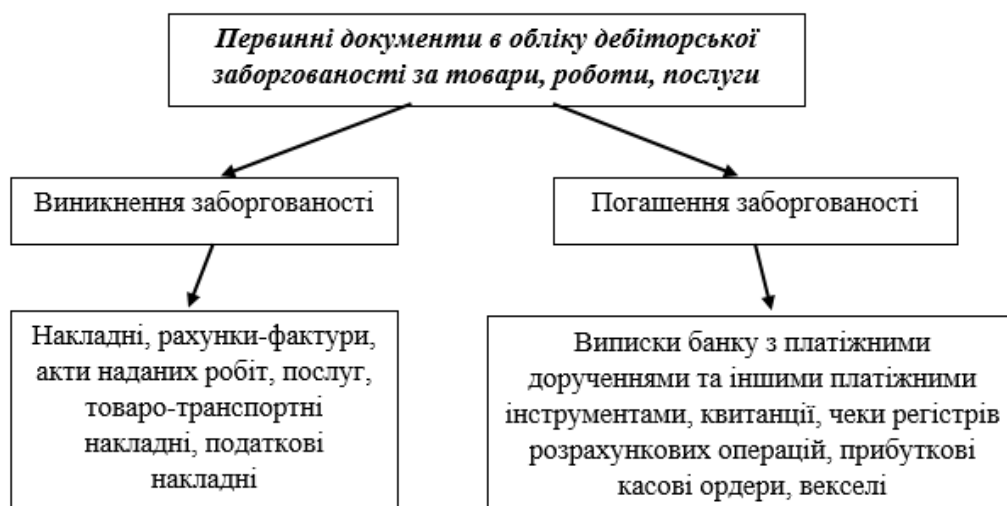 Первинні документи в обліку дебіторської
заборгованості за товари, роботи, послуги
Виникнення заборгованості
Погашення заборгованості
Накладні, рахунки-фактури,
акти наданих робіт, послуг,
товаро-транспортні
накладні, податкові
накладні
Виписки банку з платіжними
дорученнями та іншими платіжними
інструментами, квитанції, чеки регістрів
розрахункових операцій, прибуткові
касові ордери, векселі